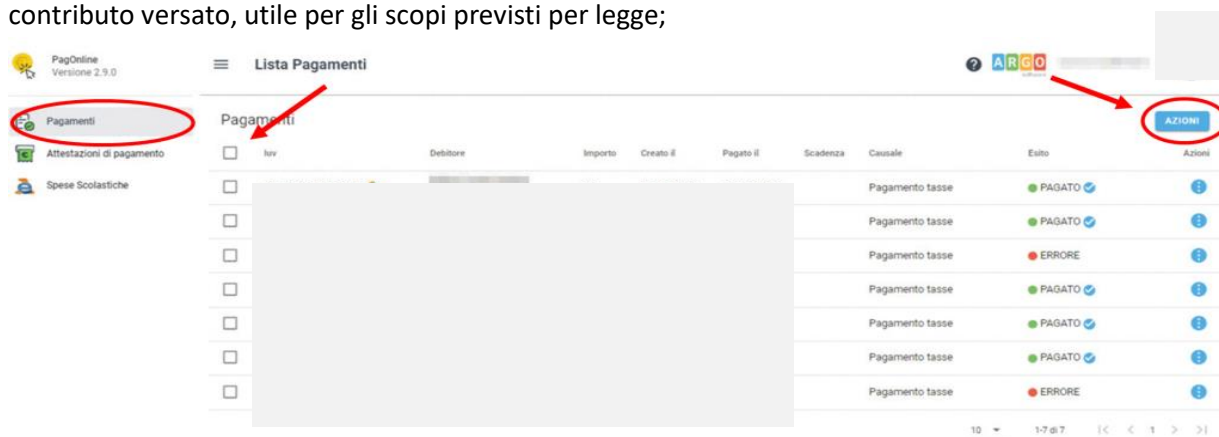 contributo versato, utile per gli scopi previsti per legge;
PagOnline
Versione 2.9.0
Lista Pagamenti
ARGO
software
Pagamenti
Attestazioni di pagamento
Spese Scolastiche
Pagamenti
AZIONI
Iuv Debitore Importo Creato il Pagato il Scadenza Causale Esito Azioni
Pagamento tasse PAGATO
Pagamento tasse PAGATO
Pagamento tasse ERRORE
Pagamento tasse PAGATO
Pagamento tasse PAGATO
Pagamento tasse PAGATO
Pagamento tasse ERRORE
10 1-7 di 7 |< < 1 > >|